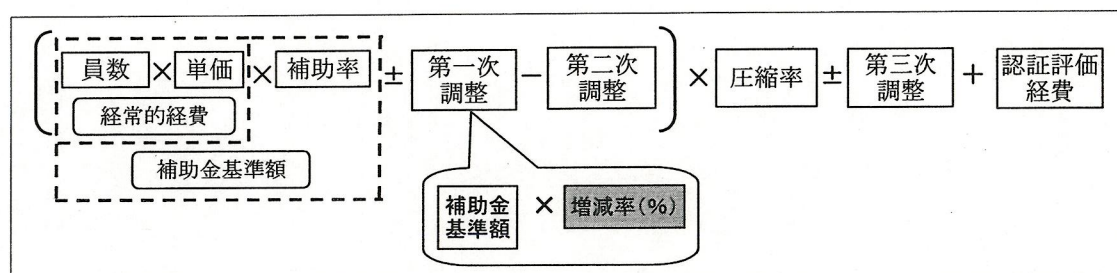 (員数×単価×補助率±第一次調整－第二次調整)×圧縮率±第三次調整＋認証評価経費
経常的経費
補助金基準額
補助金基準額×増減率(%)